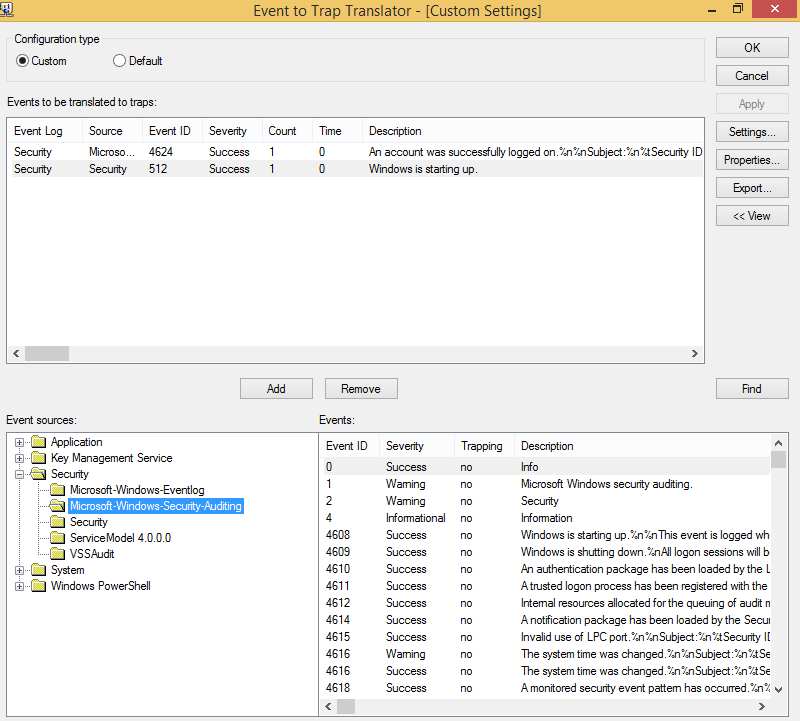 Event to Trap Translator - [Custom Settings]
Configuration type
Custom Default
OK
Cancel
Apply
Settings...
Properties...
Export...
<< View
Events to be translated to traps:
Event Log Source Event ID Severity Count Time Description
Security Microso... 4624 Success 1 0 An account was successfully logged on.%n%nSubject:%n%tSecurity ID
Security Security 512 Success 1 0 Windows is starting up.
Add Remove Find
Event sources:
Application
Key Management Service
Security
Microsoft-Windows-Eventlog
Microsoft-Windows-Security-Auditing
Security
ServiceModel 4.0.0.0
VSSAudit
System
Windows PowerShell
Events:
Event ID Severity Trapping Description
0 Success no Info
1 Warning no Microsoft Windows security auditing.
2 Warning no Security
4 Informational no Information
4608 Success no Windows is starting up.%n%nThis event is logged wh
4609 Success no Windows is shutting down.%nAll logon sessions will b
4610 Success no An authentication package has been loaded by the L
4611 Success no A trusted logon process has been registered with the
4612 Success no Internal resources allocated for the queuing of audit m
4614 Success no A notification package has been loaded by the Secu
4615 Success no Invalid use of LPC port.%n%nSubject:%n%tSecurity ID
4616 Warning no The system time was changed.%n%nSubject:%n%tSe
4616 Success no The system time was changed.%n%nSubject:%n%tSe
4618 Success no A monitored security event pattern has occurred.%n%